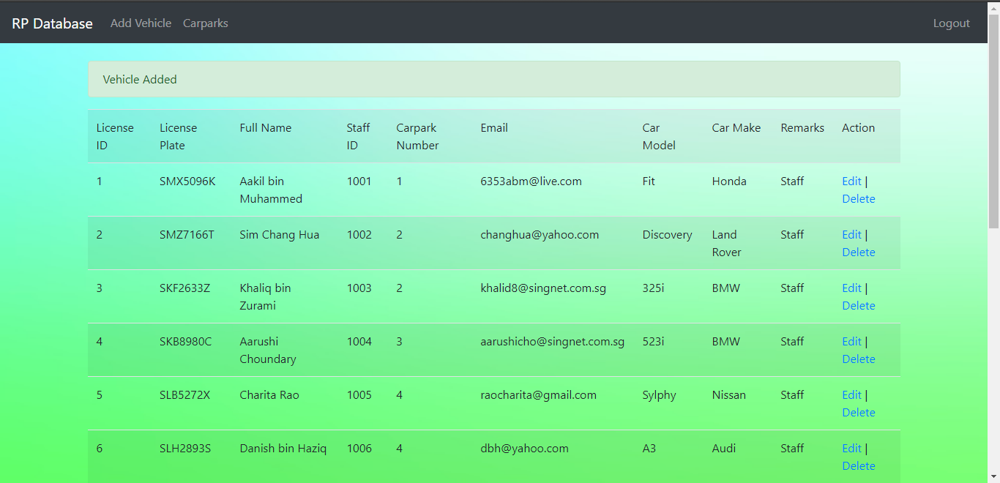 RP Database Add Vehicle Carparks Logout
Vehicle Added
License ID License Plate Full Name Staff ID Carpark Number Email Car Model Car Make Remarks Action
1 SMX5096K Aakil bin Muhammed 1001 1 6353abm@live.com Fit Honda Staff Edit | Delete
2 SMZ7166T Sim Chang Hua 1002 2 changhua@yahoo.com Discovery Land Rover Staff Edit | Delete
3 SKF2633Z Khaliq bin Zurami 1003 2 khalid8@singnet.com.sg 325i BMW Staff Edit | Delete
4 SKB8980C Aarushi Choundary 1004 3 aarushicho@singnet.com.sg 523i BMW Staff Edit | Delete
5 SLB5272X Charita Rao 1005 4 raocharita@gmail.com Sylphy Nissan Staff Edit | Delete
6 SLH2893S Danish bin Haziq 1006 4 dbh@yahoo.com A3 Audi Staff Edit | Delete